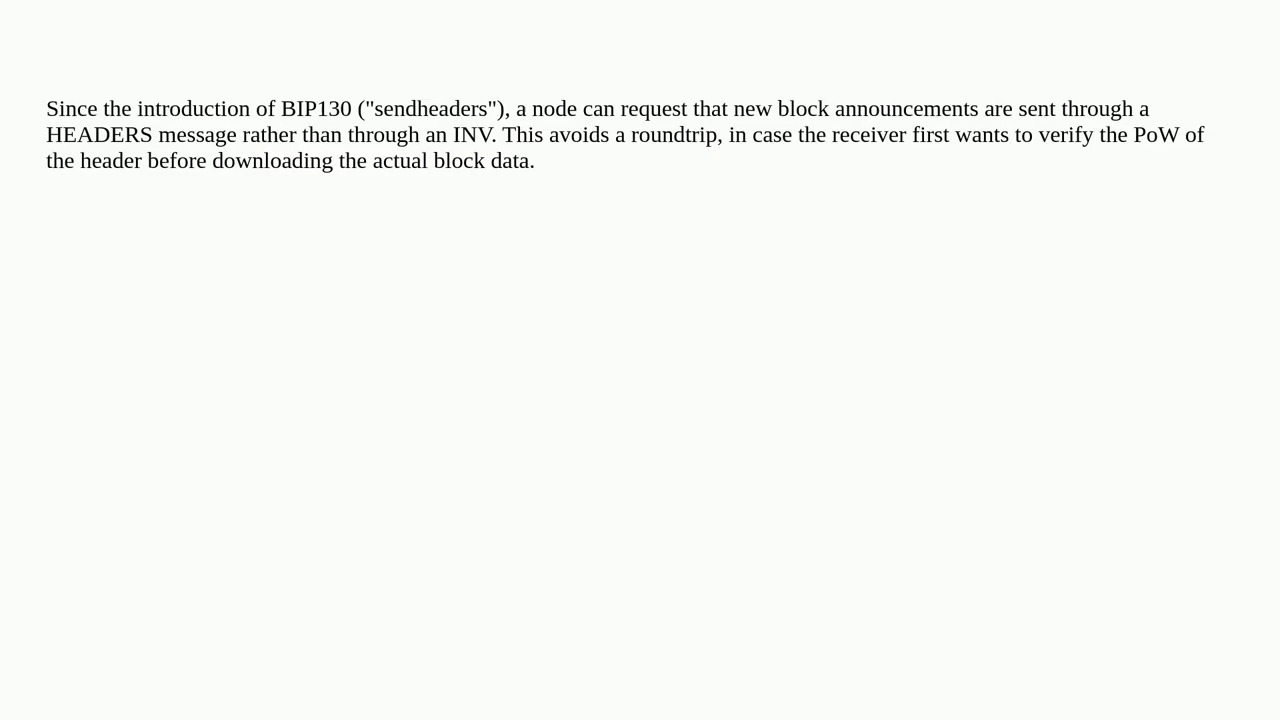 Since the introduction of BIP130 ("sendheaders"), a node can request that new block announcements are sent through a
HEADERS message rather than through an INV. This avoids a roundtrip, in case the receiver first wants to verify the PoW of
the header before downloading the actual block data.